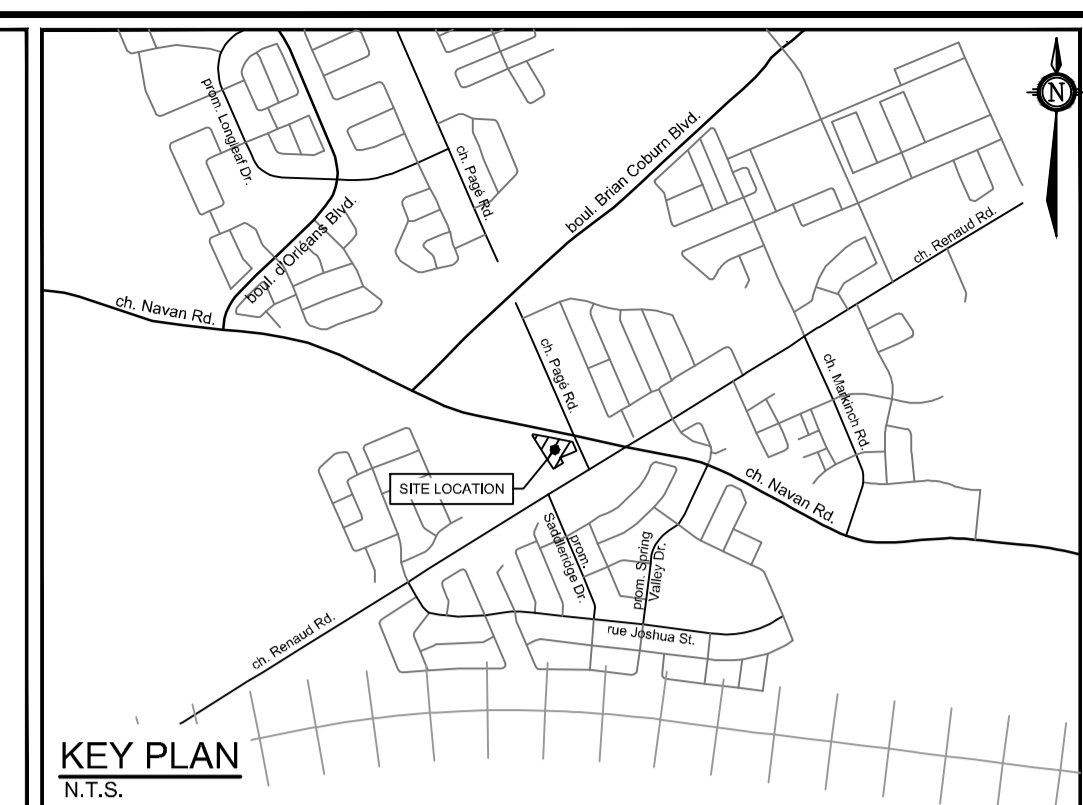 prom. Longleaf Dr.
ch. Pagé Rd.
boul. Brian Coburn Blvd.
N
boul. d'Orléans Blvd.
ch. Renaud Rd.
ch. Navan Rd.
ch. Pagé Rd.
ch. Markinch Rd.
SITE LOCATION
ch. Navan Rd.
prom.
Saddleridge Dr.
prom. Spring
Valley Dr.
rue Joshua St.
ch. Renaud Rd.
KEY PLAN
N.T.S.